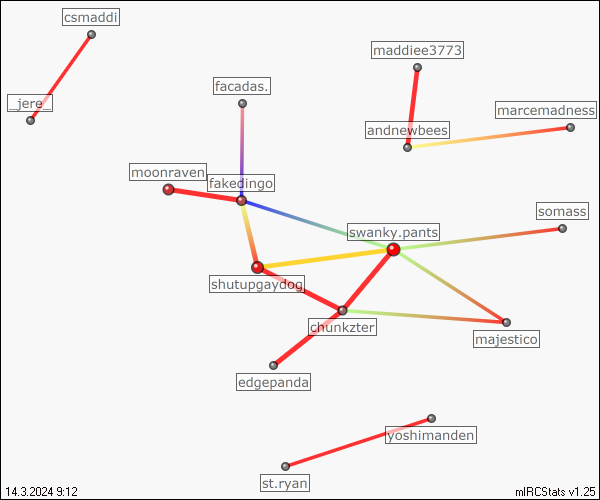 csmaddi
maddiee3773
facadas.
_jere_
marcemadness
andnewbees
moonraven
fakedingo
somass
swanky.pants
shutupgaydog
chunkzter
majestico
edgepanda
yoshimanden
st.ryan
14.3.2024 9:12
mIRCStats v1.25